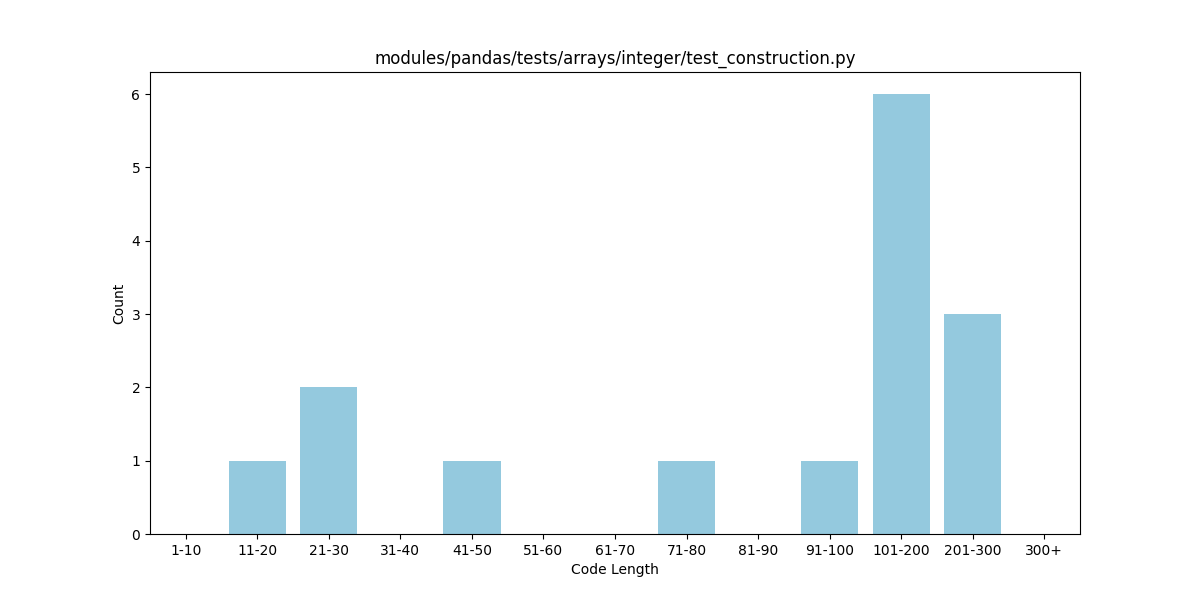 modules/pandas/tests/arrays/integer/test_construction.py
Count
6
5
4
3
2
1
0
1-10 11-20 21-30 31-40 41-50 51-60 61-70 71-80 81-90 91-100 101-200 201-300 300+
Code Length